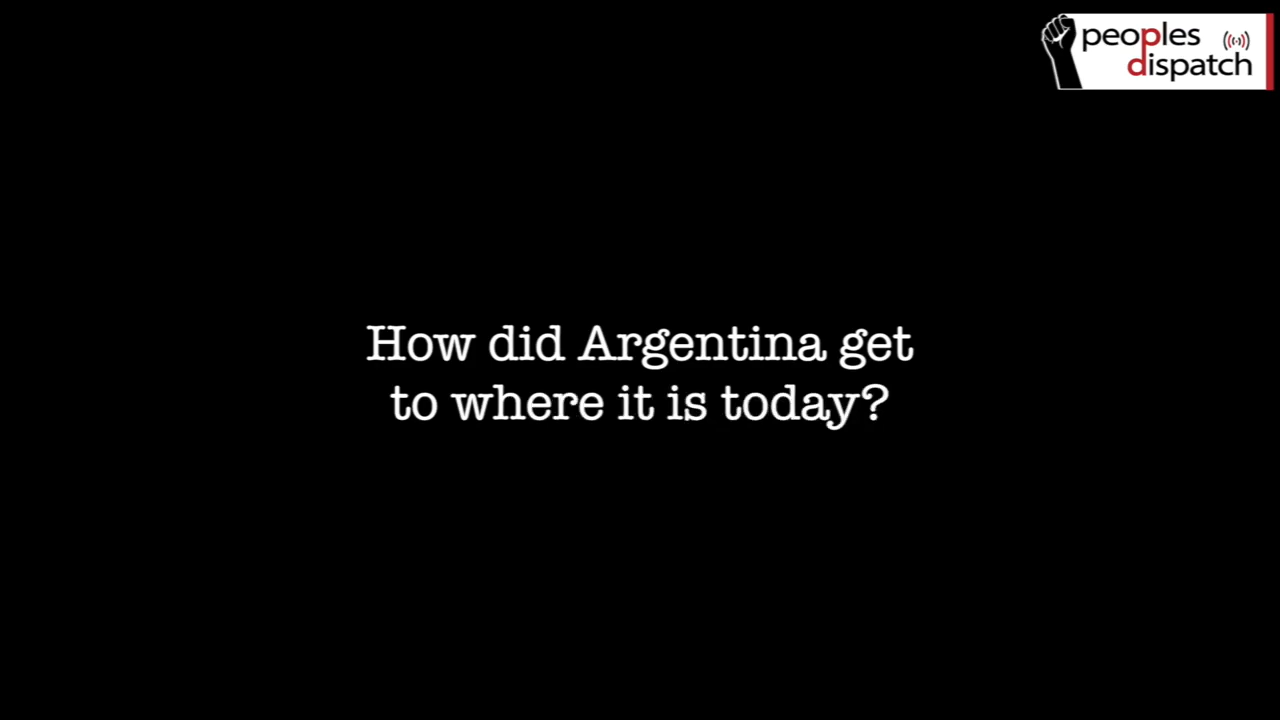 peoples
dispatch
How did Argentina get
to where it is today?